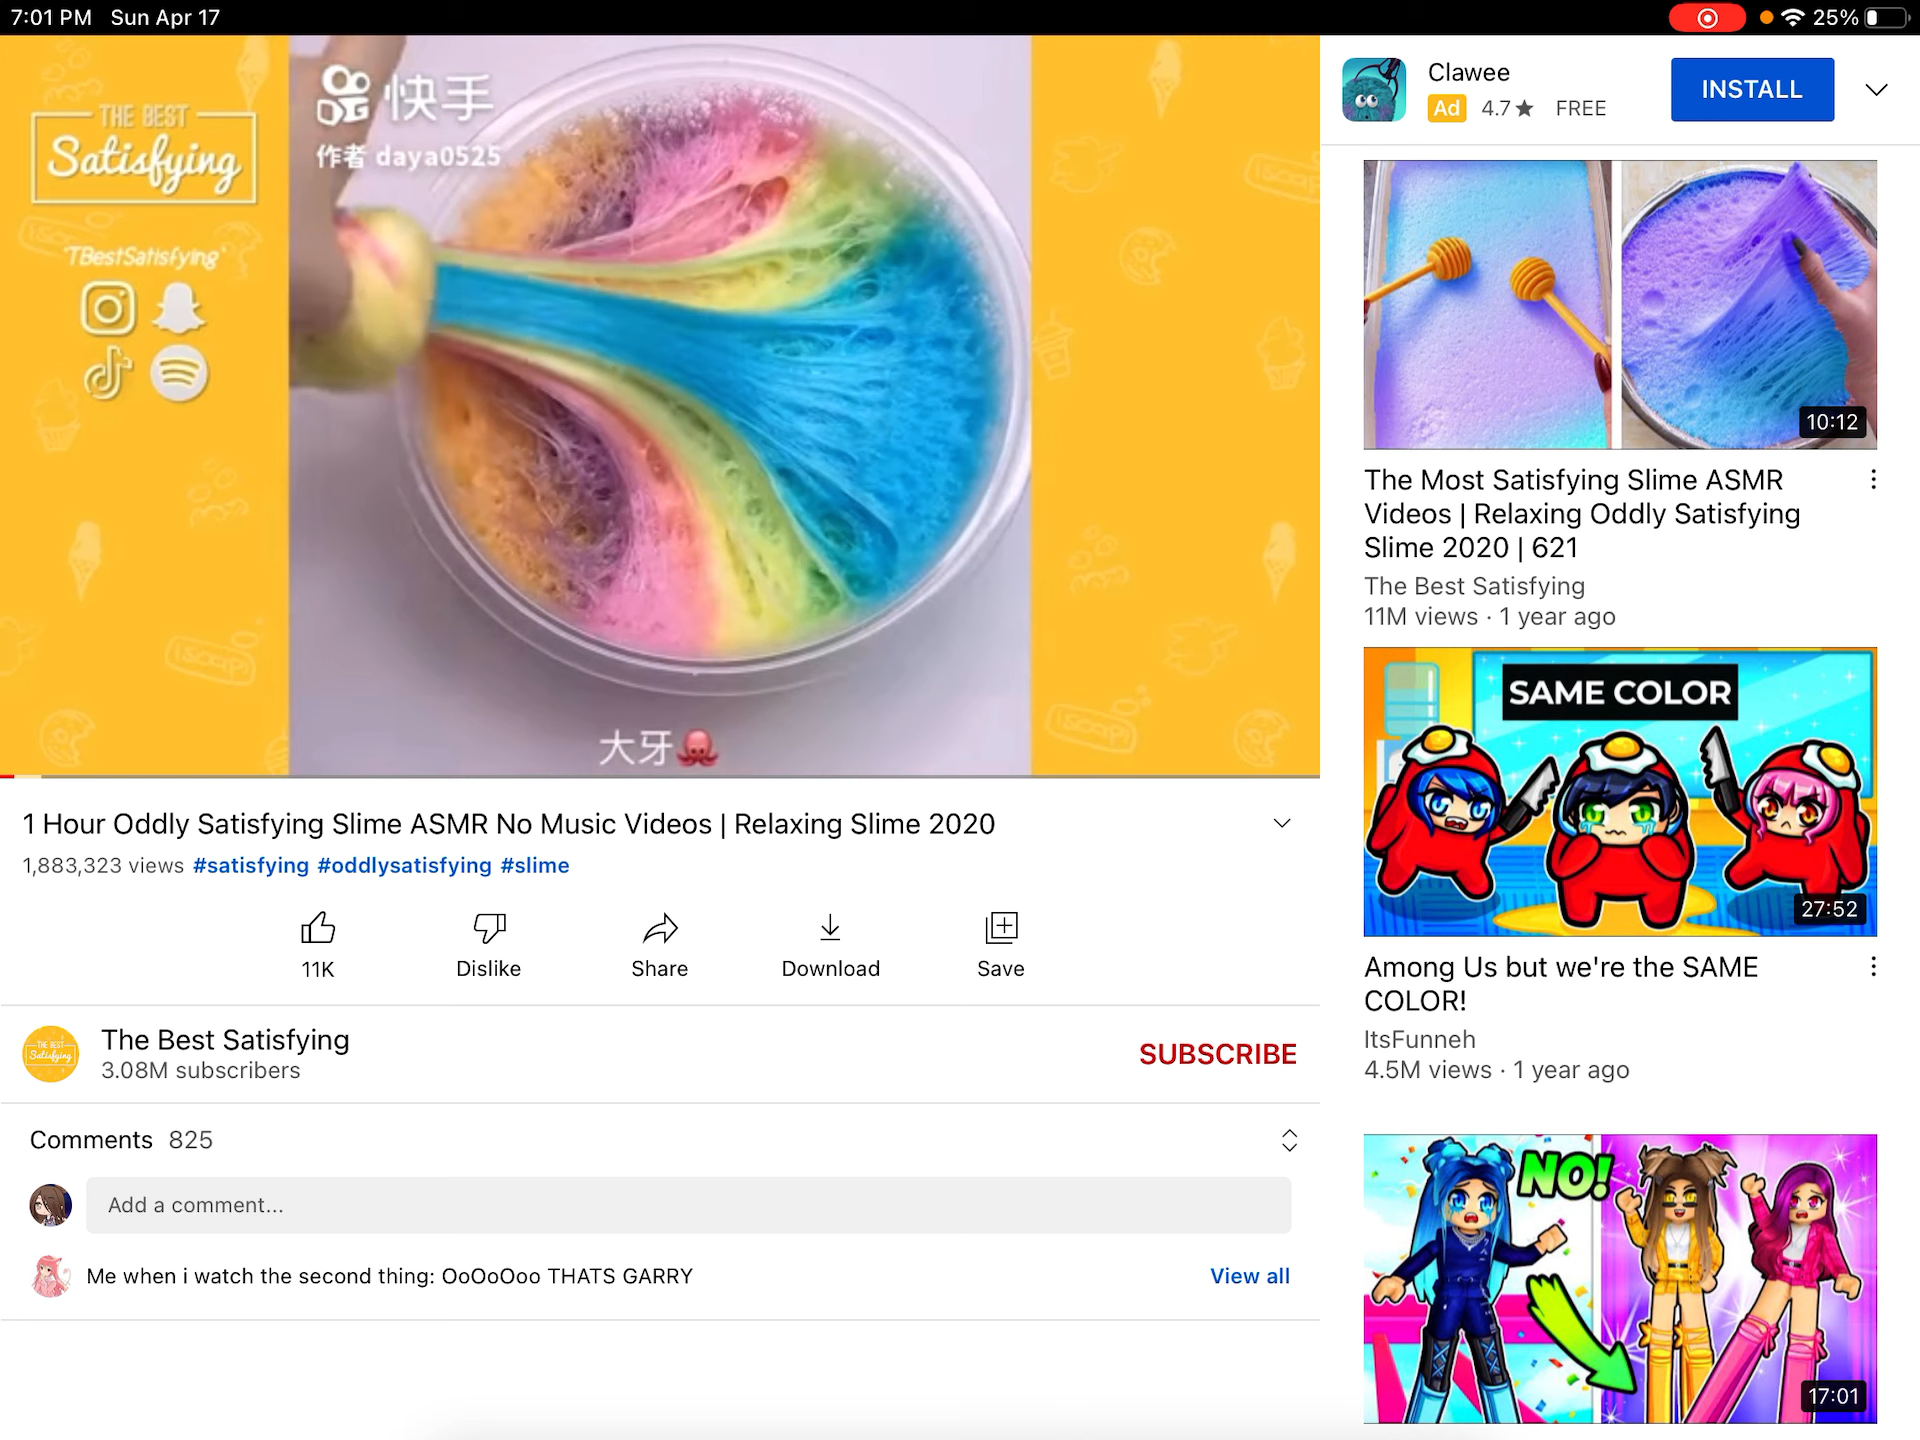 7:01 PM Sun Apr 17
25%
THE BEST
Satisfying
"TBestSatisfying"
快手
作者 daya0525
大牙🐙
1 Hour Oddly Satisfying Slime ASMR No Music Videos | Relaxing Slime 2020
1,883,323 views #satisfying #oddlysatisfying #slime
11K
Dislike
Share
Download
Save
THE BEST
Satisfying
The Best Satisfying
3.08M subscribers
SUBSCRIBE
Comments 825
Add a comment...
Me when i watch the second thing: OoOoOoo THATS GARRY
View all
Clawee
Ad 4.7★ FREE
INSTALL
10:12
The Most Satisfying Slime ASMR
Videos | Relaxing Oddly Satisfying
Slime 2020 | 621
The Best Satisfying
11M views · 1 year ago
SAME COLOR
27:52
Among Us but we're the SAME
COLOR!
ItsFunneh
4.5M views · 1 year ago
NO!
17:01